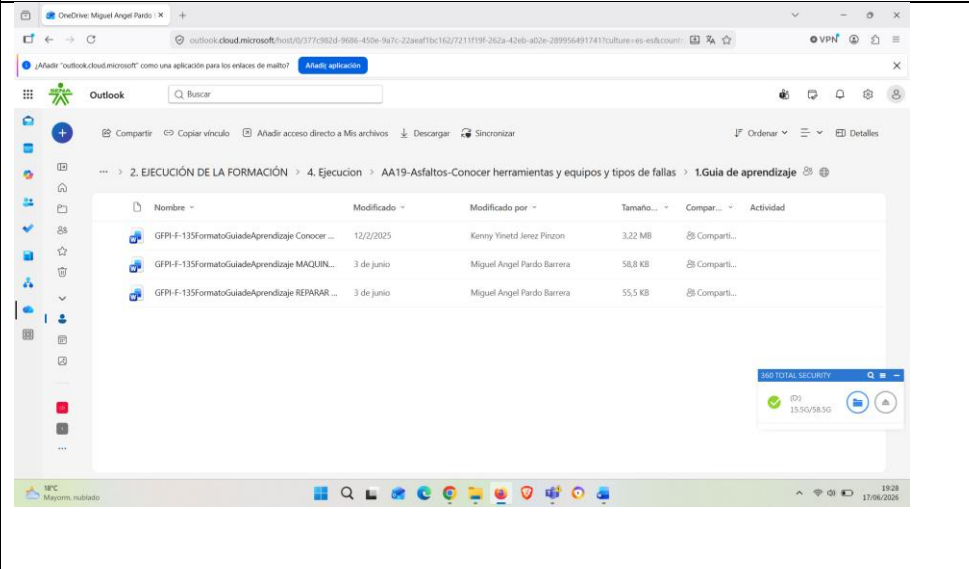 OneDrive: Miguel Angel Pardo
outlook.cloud.microsoft/host/0/377c982d-9686-450e-9a7c-22aeaf1bc162/7211f19f-262a-42eb-a02e-289956491741?culture=es-es&country
VPN
¿Añadir "outlook.cloud.microsoft" como una aplicación para los enlaces de mailto? Añadir aplicación
SENA
Outlook
Buscar
Compartir Copiar vínculo Añadir acceso directo a Mis archivos Descargar Sincronizar Ordenar Detalles
... > 2. EJECUCIÓN DE LA FORMACIÓN > 4. Ejecucion > AA19-Asfaltos-Conocer herramientas y equipos y tipos de fallas > 1.Guia de aprendizaje
Nombre Modificado Modificado por Tamaño... Compar... Actividad
GFPI-F-135FormatoGuiadeAprendizaje Conocer ... 12/2/2025 Kenny Yinetd Jerez Pinzon 3,22 MB Comparti...
GFPI-F-135FormatoGuiadeAprendizaje MAQUIN... 3 de junio Miguel Angel Pardo Barrera 58,8 KB Comparti...
GFPI-F-135FormatoGuiadeAprendizaje REPARAR ... 3 de junio Miguel Angel Pardo Barrera 55,5 KB Comparti...
360 TOTAL SECURITY
(D:)
15.5G/58.5G
18°C
Mayorm. nublado
19:28
17/06/2026